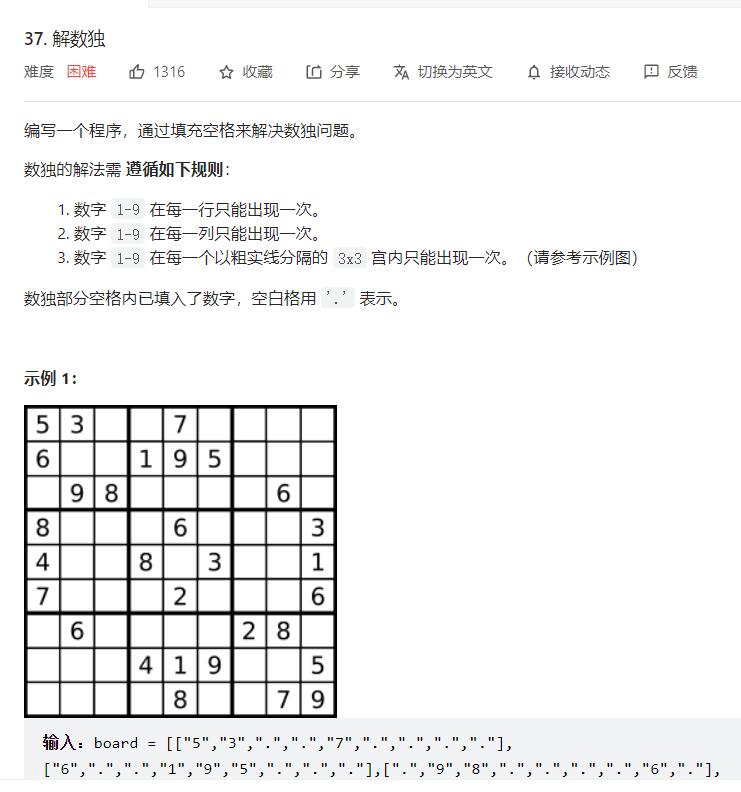 37. 解数独
难度 困难 1316 收藏 分享 切换为英文 接收动态 反馈
编写一个程序，通过填充空格来解决数独问题。
数独的解法需 遵循如下规则：
1. 数字 1-9 在每一行只能出现一次。
2. 数字 1-9 在每一列只能出现一次。
3. 数字 1-9 在每一个以粗实线分隔的 3x3 宫内只能出现一次。（请参考示例图）
数独部分空格内已填入了数字，空白格用 '.' 表示。
示例 1：
5 3 7
6 1 9 5
9 8 6
8 6 3
4 8 3 1
7 2 6
6 2 8
4 1 9 5
8 7 9
输入：board = [["5","3",".",".","7",".",".",".","."],
["6",".",".","1","9","5",".",".","."],[".","9","8",".",".",".",".","6","."],